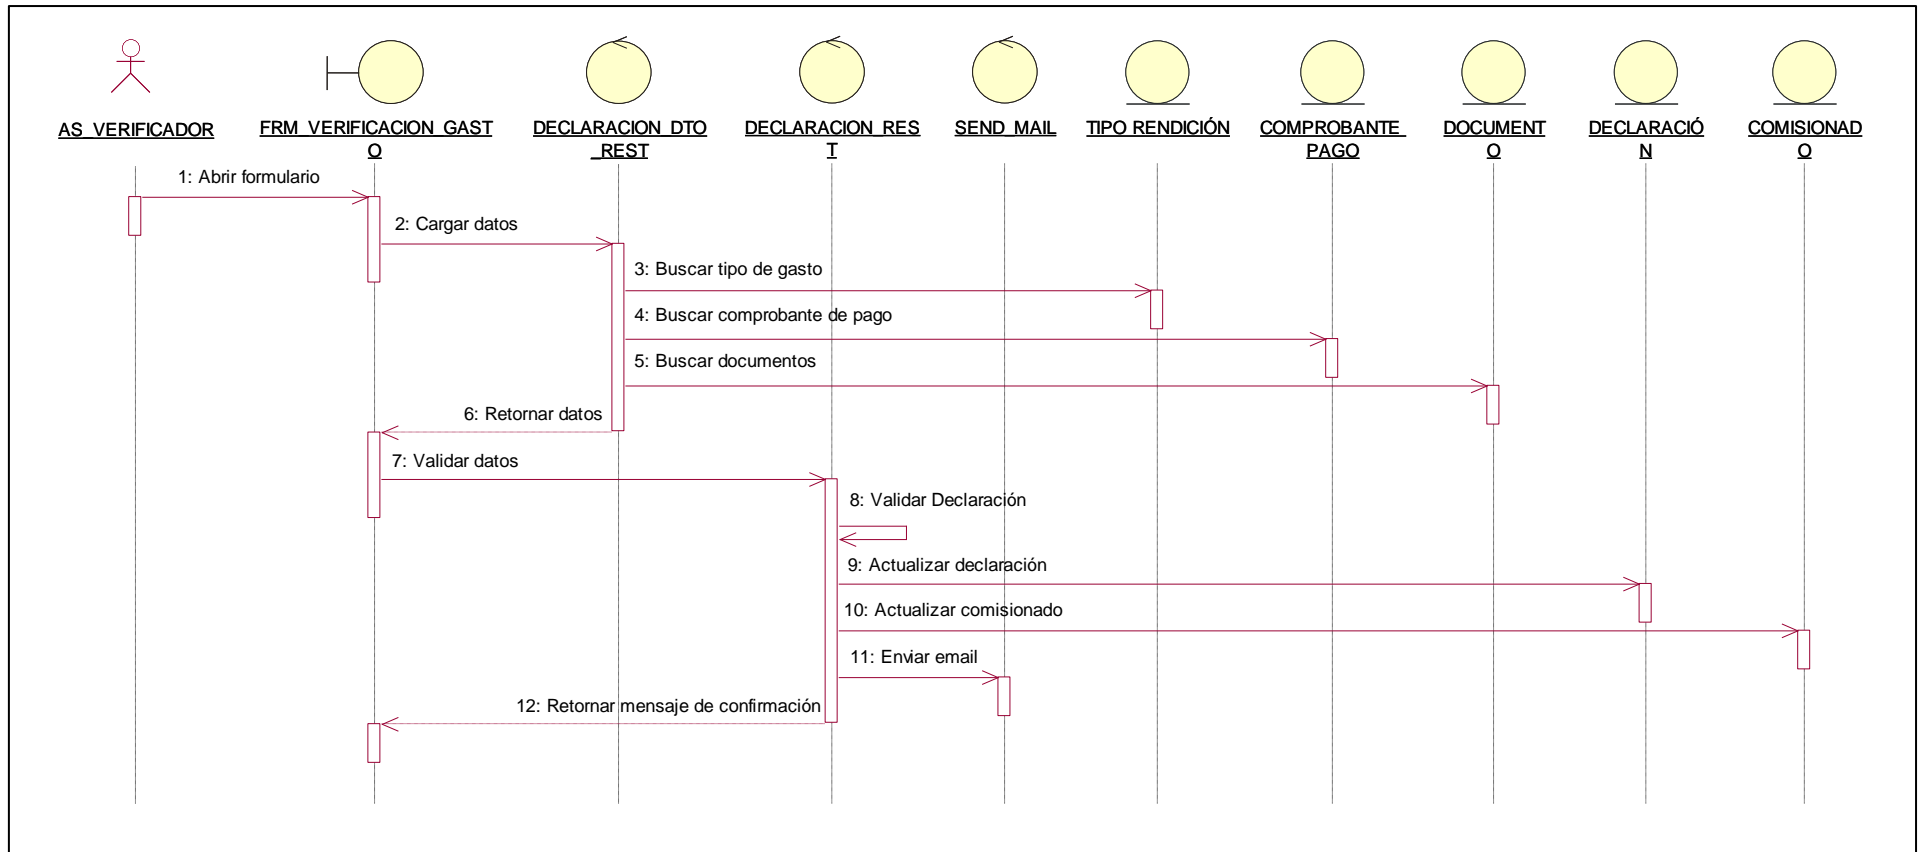 AS_VERIFICADOR
FRM_VERIFICACION_GAST
O
DECLARACION_DTO
_REST
DECLARACION_RES
T
SEND_MAIL
TIPO RENDICIÓN
COMPROBANTE_
PAGO
DOCUMENT
O
DECLARACIÓ
N
COMISIONAD
O
1: Abrir formulario
2: Cargar datos
3: Buscar tipo de gasto
4: Buscar comprobante de pago
5: Buscar documentos
6: Retornar datos
7: Validar datos
8: Validar Declaración
9: Actualizar declaración
10: Actualizar comisionado
11: Enviar email
12: Retornar mensaje de confirmación